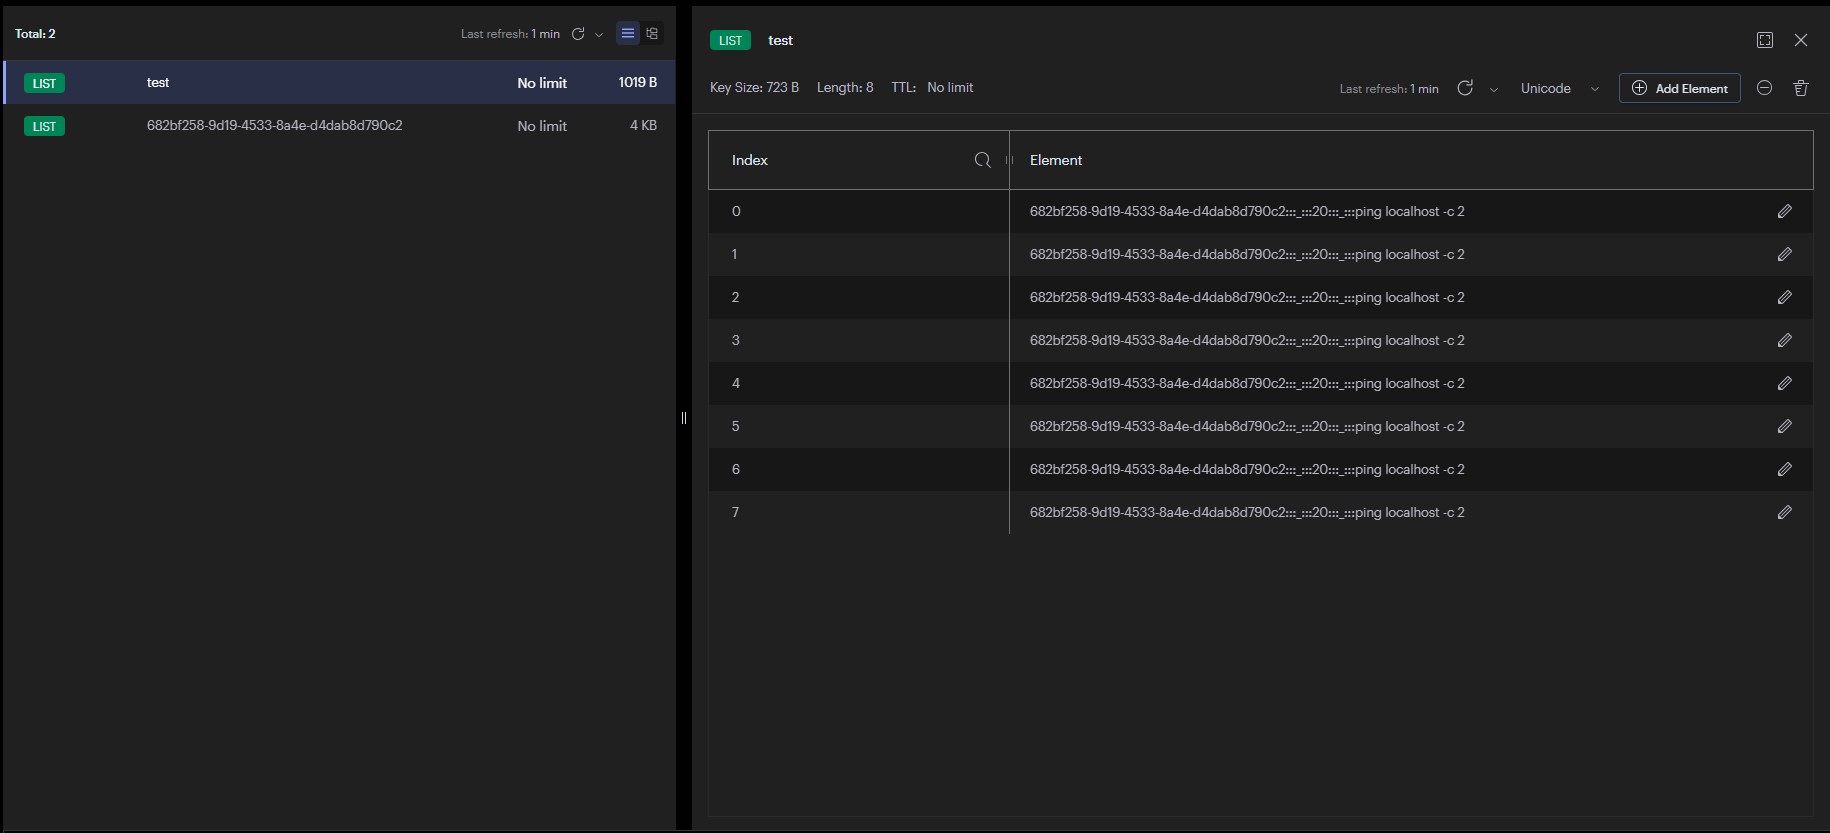 Total: 2
Last refresh: 1 min
LIST test No limit 1019 B
LIST 682bf258-9d19-4533-8a4e-d4dab8d790c2 No limit 4 KB
LIST test
Key Size: 723 B Length: 8 TTL: No limit
Last refresh: 1 min Unicode Add Element
Index Element
0 682bf258-9d19-4533-8a4e-d4dab8d790c2:::_:::20:::_:::ping localhost -c 2
1 682bf258-9d19-4533-8a4e-d4dab8d790c2:::_:::20:::_:::ping localhost -c 2
2 682bf258-9d19-4533-8a4e-d4dab8d790c2:::_:::20:::_:::ping localhost -c 2
3 682bf258-9d19-4533-8a4e-d4dab8d790c2:::_:::20:::_:::ping localhost -c 2
4 682bf258-9d19-4533-8a4e-d4dab8d790c2:::_:::20:::_:::ping localhost -c 2
5 682bf258-9d19-4533-8a4e-d4dab8d790c2:::_:::20:::_:::ping localhost -c 2
6 682bf258-9d19-4533-8a4e-d4dab8d790c2:::_:::20:::_:::ping localhost -c 2
7 682bf258-9d19-4533-8a4e-d4dab8d790c2:::_:::20:::_:::ping localhost -c 2